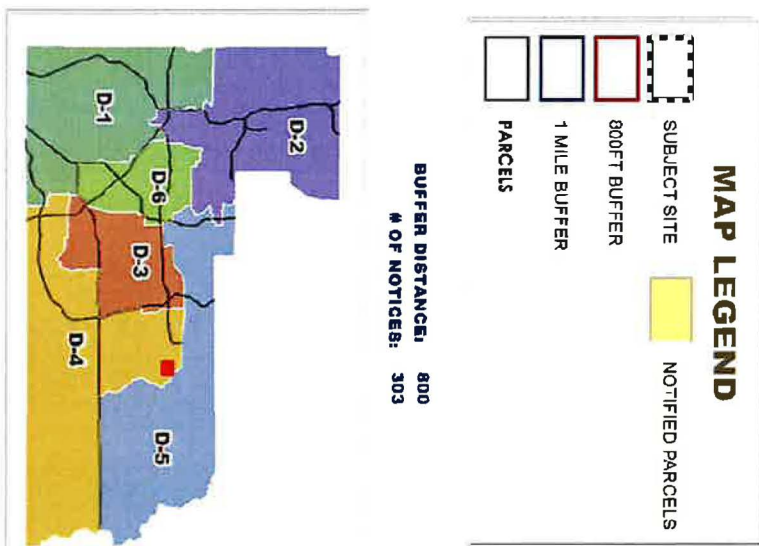 MAP LEGEND
SUBJECT SITE
NOTIFIED PARCELS
800FT BUFFER
1 MILE BUFFER
PARCELS
BUFFER DISTANCE: 800
# OF NOTICES: 303
D-2
D-1
D-6
D-3
D-5
D-4